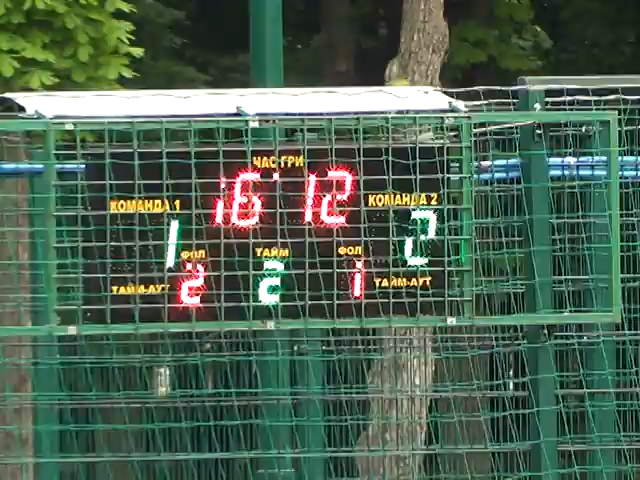 ЧАС ГРИ
16:12
КОМАНДА 1 КОМАНДА 2
1 2
ФОЛ ТАЙМ ФОЛ
2 2 1
ТАЙМ-АУТ ТАЙМ-АУТ